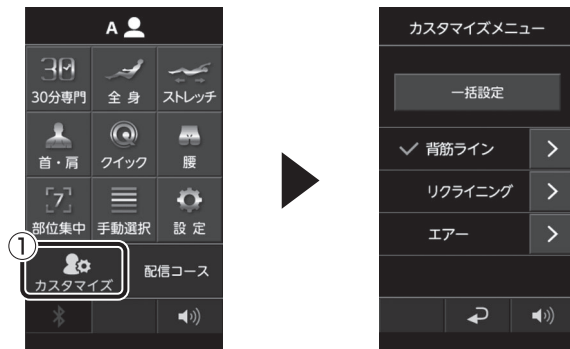 A
30分専門
全身
ストレッチ
首・肩
クイック
腰
7
部位集中
手動選択
設定
①
カスタマイズ
配信コース
カスタマイズメニュー
一括設定
背筋ライン
リクライニング
エアー